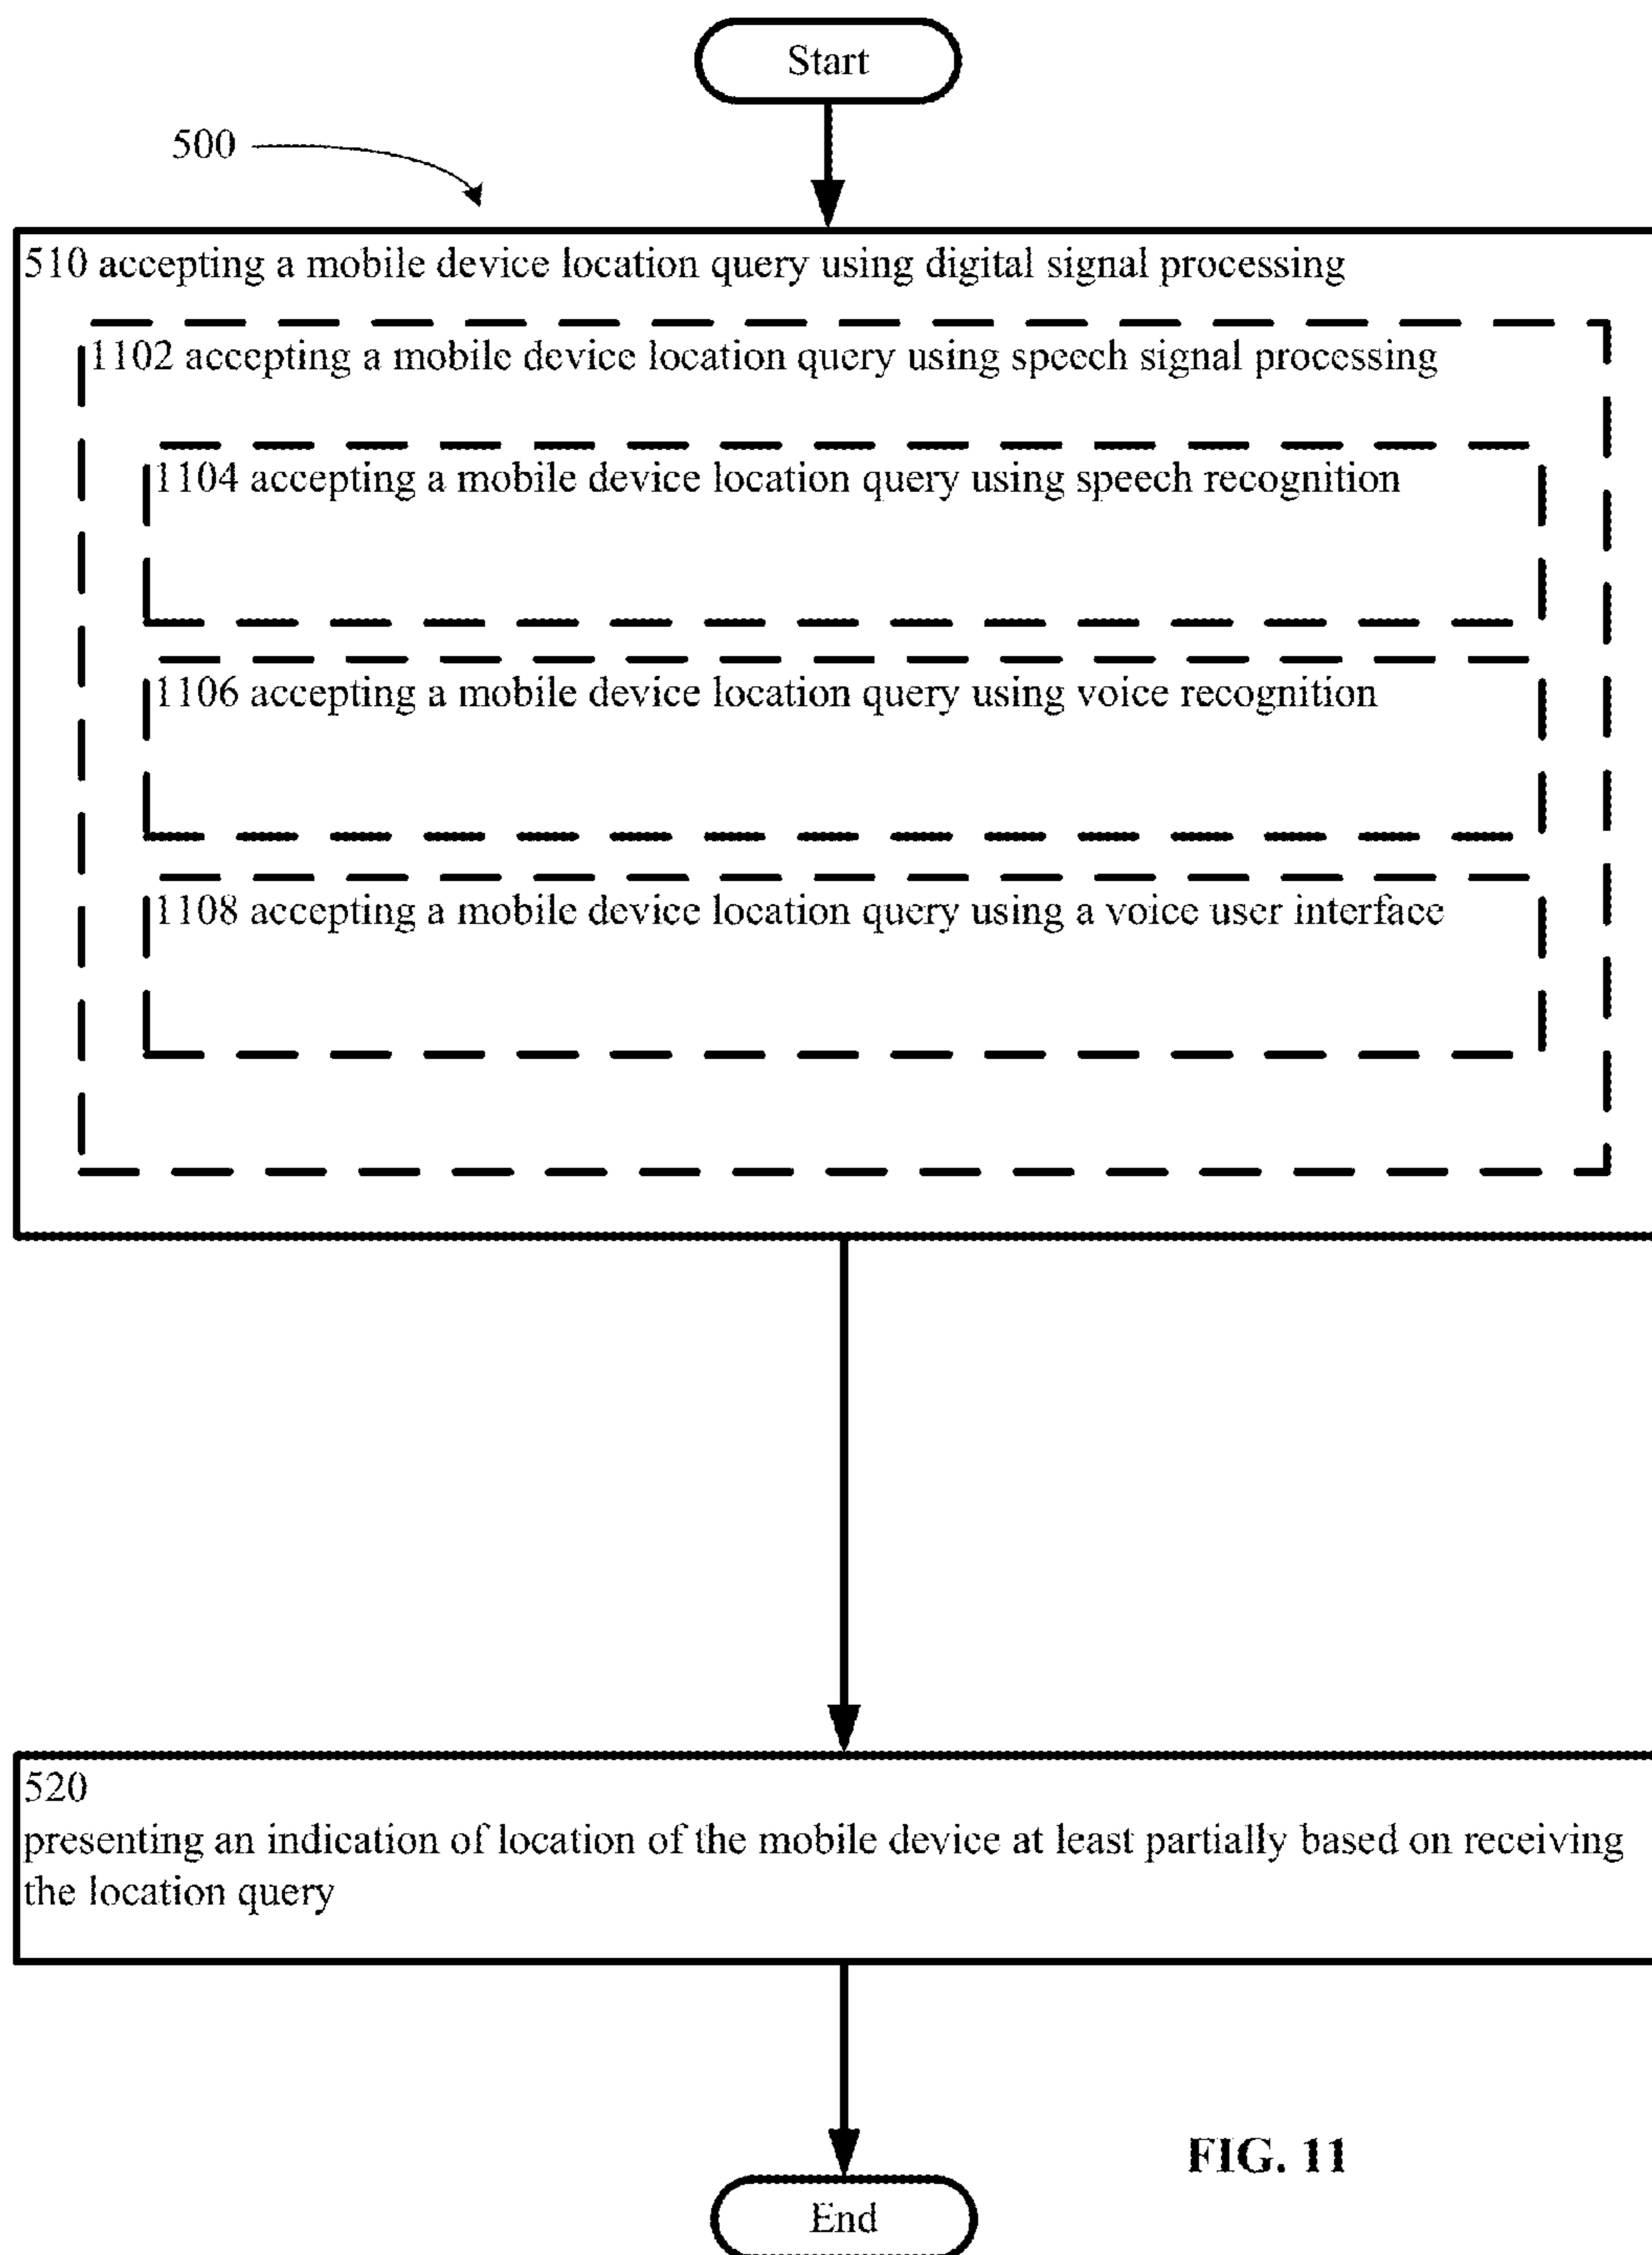 Start
500
510 accepting a mobile device location query using digital signal processing
1102 accepting a mobile device location query using speech signal processing
1104 accepting a mobile device location query using speech recognition
1106 accepting a mobile device location query using voice recognition
1108 accepting a mobile device location query using a voice user interface
520
presenting an indication of location of the mobile device at least partially based on receiving
the location query
FIG. 11
End